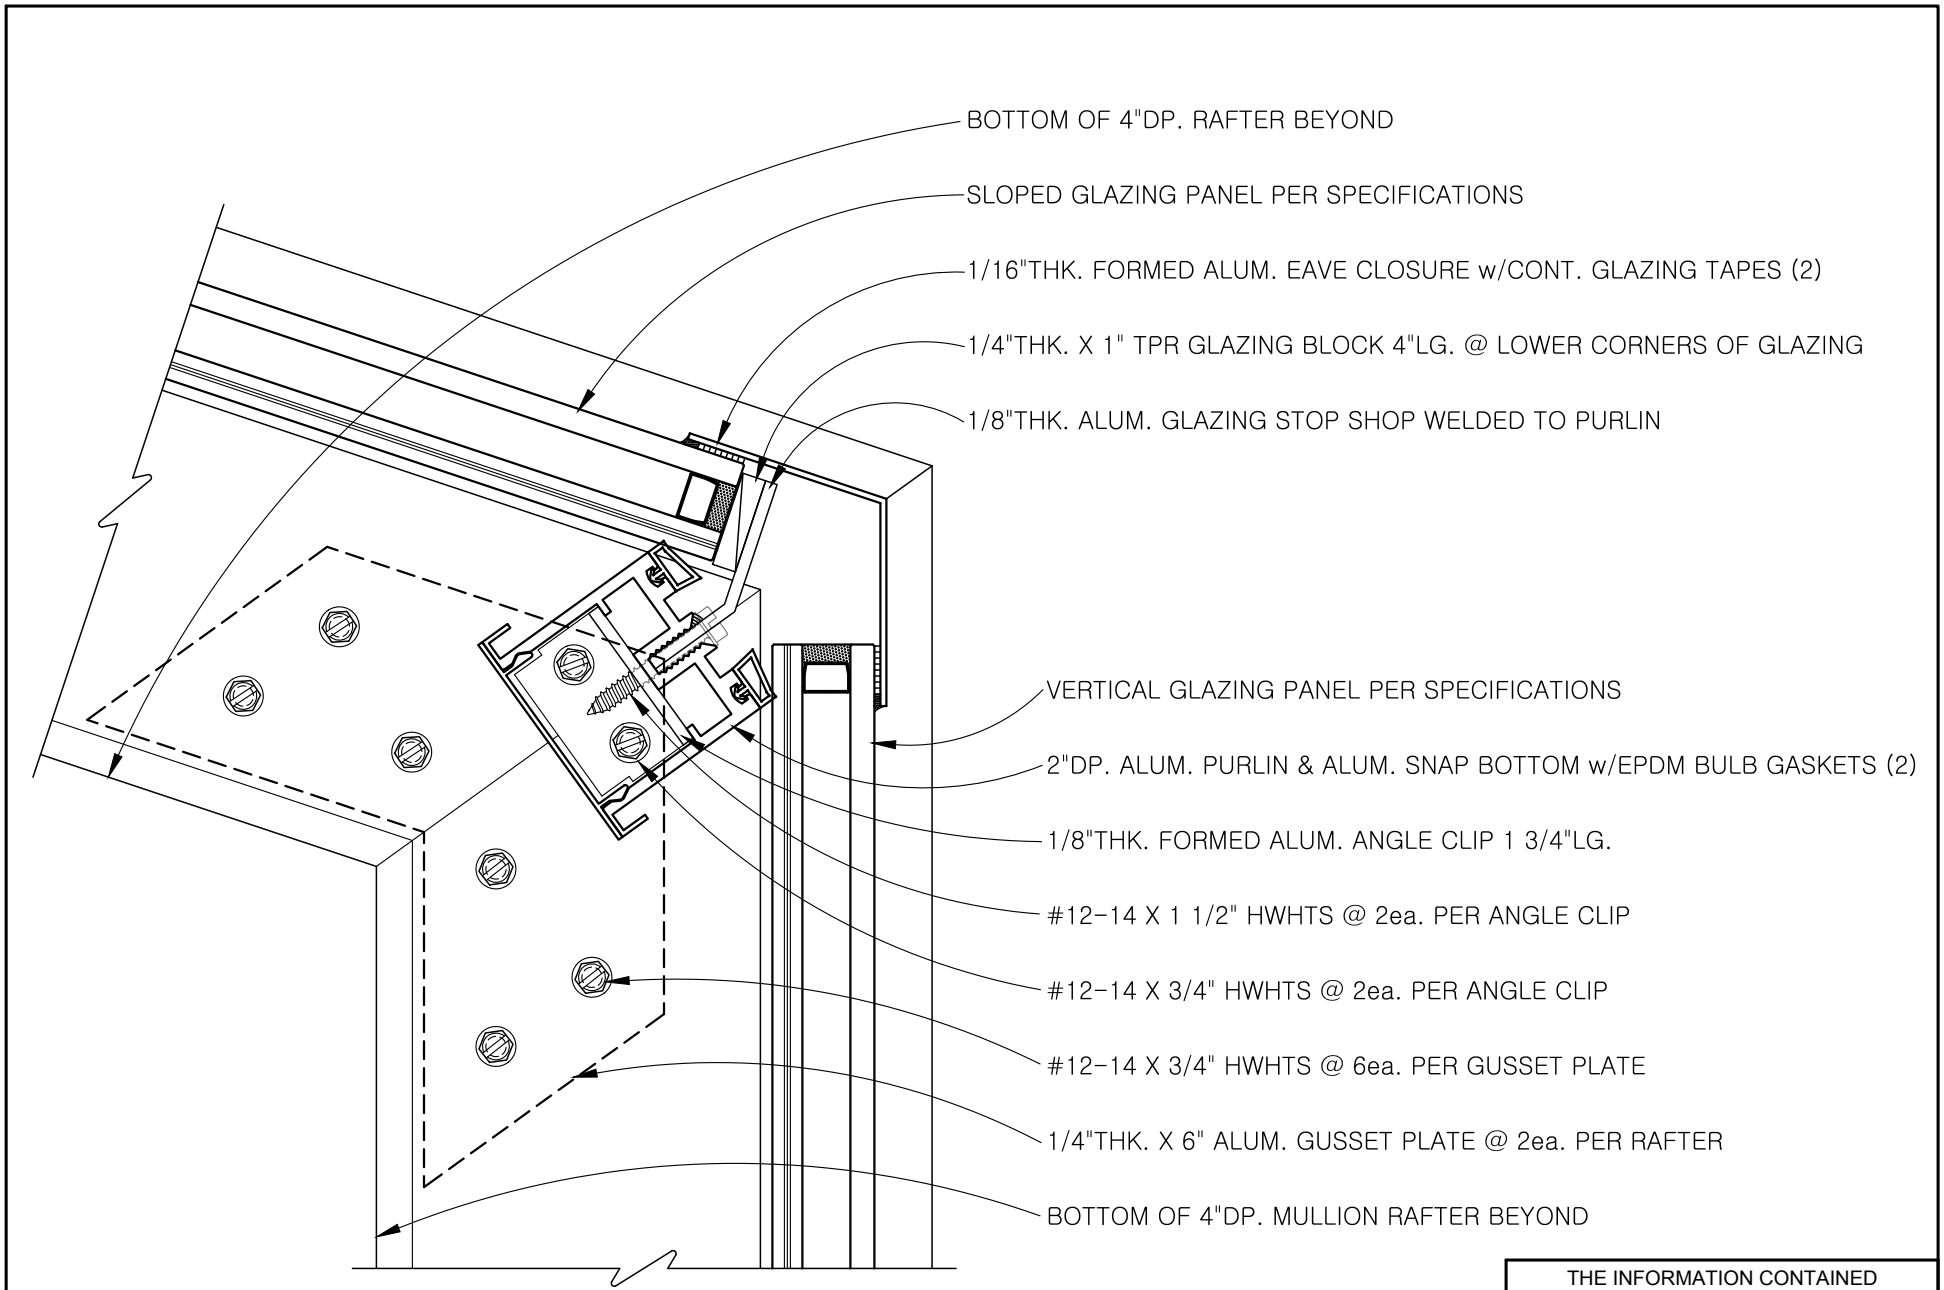 BOTTOM OF 4"DP. RAFTER BEYOND
SLOPED GLAZING PANEL PER SPECIFICATIONS
1/16"THK. FORMED ALUM. EAVE CLOSURE w/CONT. GLAZING TAPES (2)
1/4"THK. X 1" TPR GLAZING BLOCK 4"LG. @ LOWER CORNERS OF GLAZING
1/8"THK. ALUM. GLAZING STOP SHOP WELDED TO PURLIN
VERTICAL GLAZING PANEL PER SPECIFICATIONS
2"DP. ALUM. PURLIN & ALUM. SNAP BOTTOM w/EPDM BULB GASKETS (2)
1/8"THK. FORMED ALUM. ANGLE CLIP 1 3/4"LG.
#12-14 X 1 1/2" HWHTS @ 2ea. PER ANGLE CLIP
#12-14 X 3/4" HWHTS @ 2ea. PER ANGLE CLIP
#12-14 X 3/4" HWHTS @ 6ea. PER GUSSET PLATE
1/4"THK. X 6" ALUM. GUSSET PLATE @ 2ea. PER RAFTER
BOTTOM OF 4"DP. MULLION RAFTER BEYOND
THE INFORMATION CONTAINED